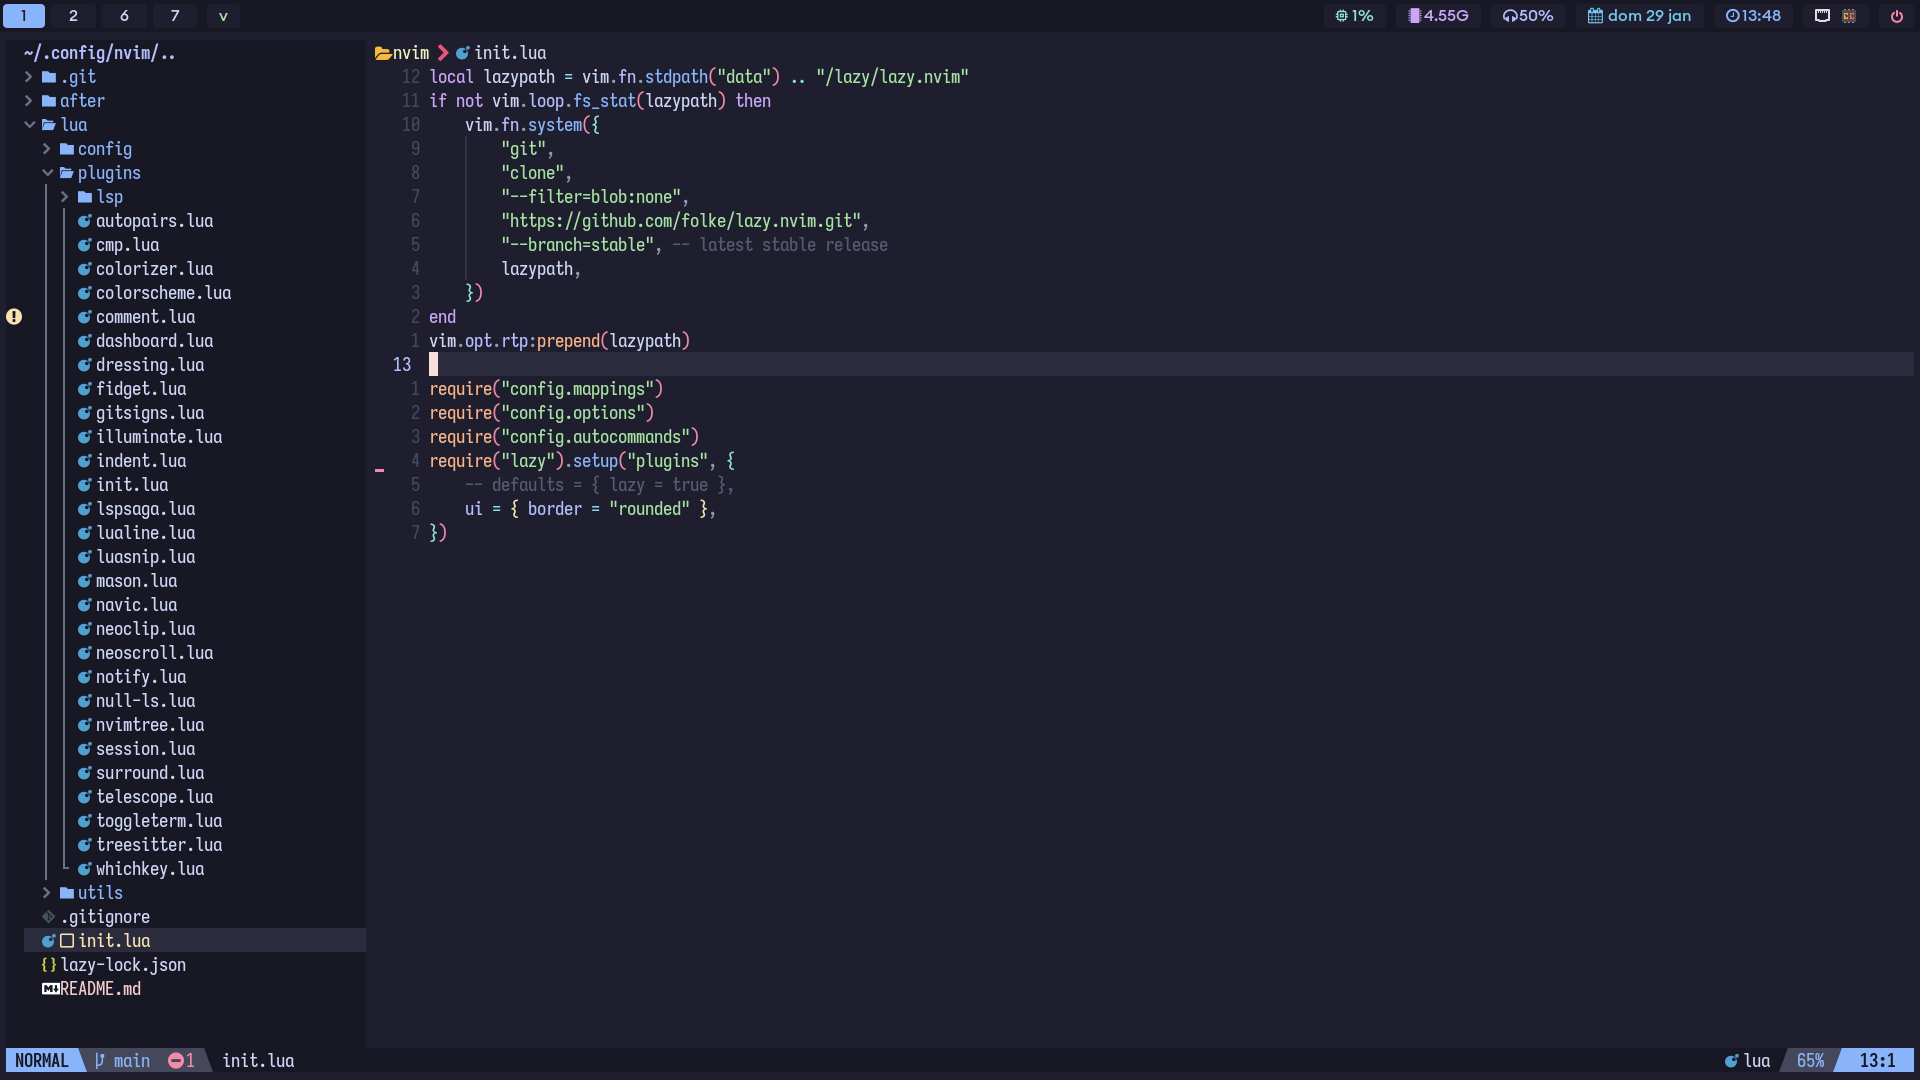 1 2 6 7 v 1% 4.55G 50% dom 29 jan 13:48
~/.config/nvim/..
.git
after
lua
config
plugins
lsp
autopairs.lua
cmp.lua
colorizer.lua
colorscheme.lua
comment.lua
dashboard.lua
dressing.lua
fidget.lua
gitsigns.lua
illuminate.lua
indent.lua
init.lua
lspsaga.lua
lualine.lua
luasnip.lua
mason.lua
navic.lua
neoclip.lua
neoscroll.lua
notify.lua
null-ls.lua
nvimtree.lua
session.lua
surround.lua
telescope.lua
toggleterm.lua
treesitter.lua
whichkey.lua
utils
.gitignore
init.lua
{} lazy-lock.json
README.md
nvim init.lua
12 local lazypath = vim.fn.stdpath("data") .. "/lazy/lazy.nvim"
11 if not vim.loop.fs_stat(lazypath) then
10 vim.fn.system({
9 "git",
8 "clone",
7 "--filter=blob:none",
6 "https://github.com/folke/lazy.nvim.git",
5 "--branch=stable", -- latest stable release
4 lazypath,
3 })
2 end
1 vim.opt.rtp:prepend(lazypath)
13
1 require("config.mappings")
2 require("config.options")
3 require("config.autocommands")
4 require("lazy").setup("plugins", {
5 -- defaults = { lazy = true },
6 ui = { border = "rounded" },
7 })
NORMAL main 1 init.lua lua 65% 13:1